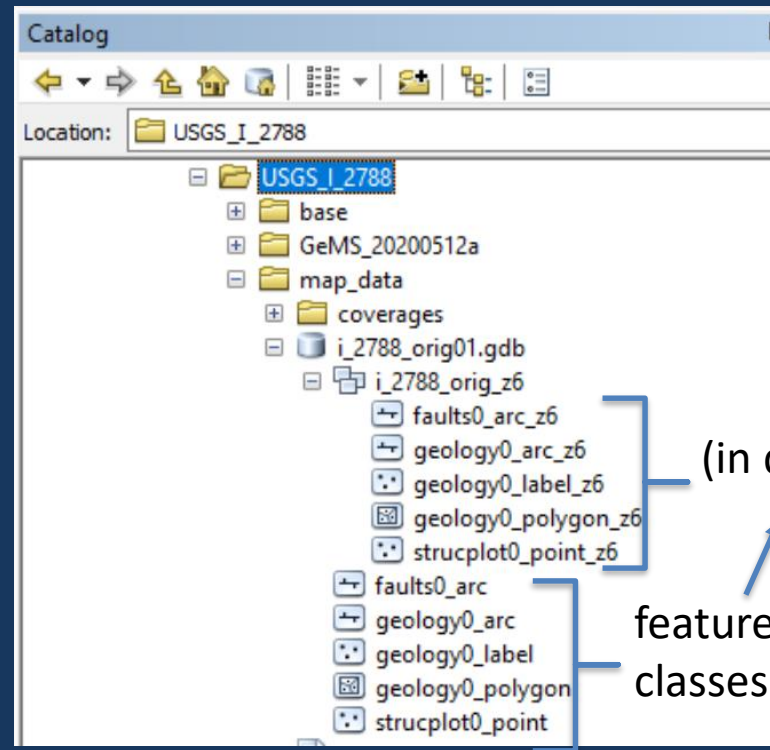 Catalog
Location: USGS_I_2788
USGS_I_2788
base
GeMS_20200512a
map_data
coverages
i_2788_orig01.gdb
i_2788_orig_z6
faults0_arc_z6
geology0_arc_z6
geology0_label_z6
geology0_polygon_z6
strucplot0_point_z6
(in
faults0_arc
geology0_arc
geology0_label
geology0_polygon
strucplot0_point
feature
classes